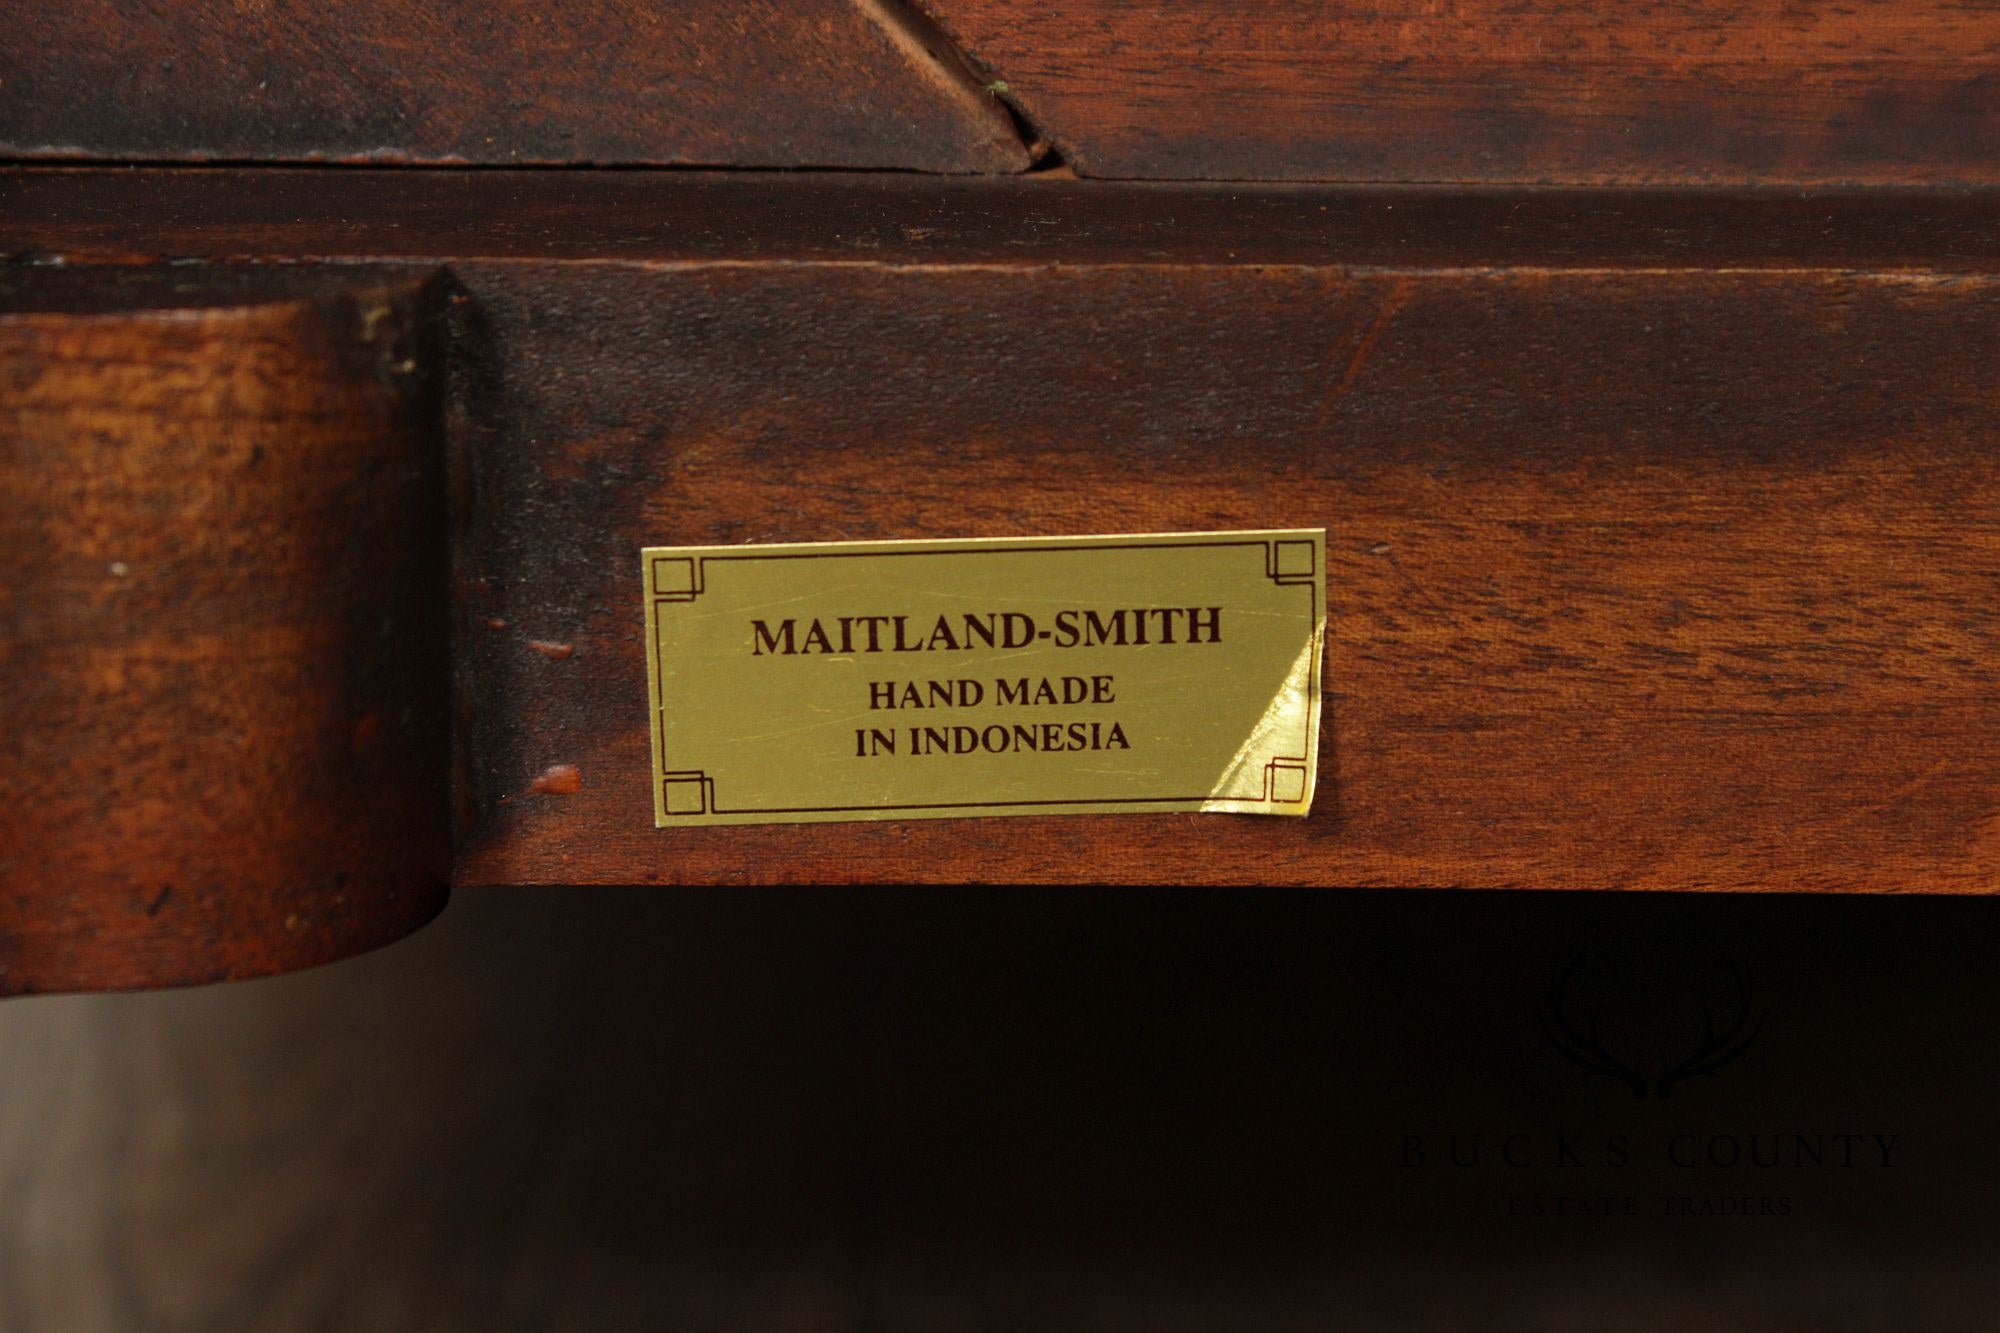 MAITLAND-SMITH
HAND MADE
IN INDONESIA
BUCKS COUNTY
ESTATE TRADERS